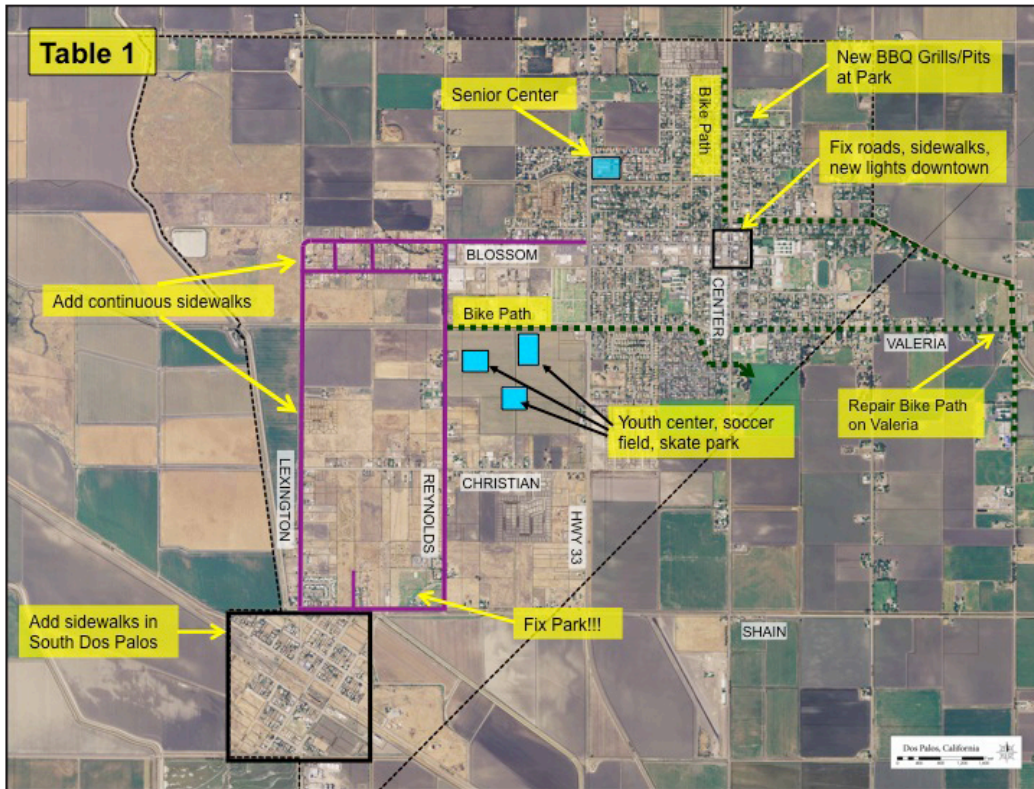 Table 1
New BBQ Grills/Pits
at Park
Senior Center
Bike Path
Fix roads, sidewalks,
new lights downtown
BLOSSOM
Add continuous sidewalks
Bike Path
CENTER
VALERIA
Youth center, soccer
field, skate park
Repair Bike Path
on Valeria
LEXINGTON
REYNOLDS
CHRISTIAN
HWY 33
Add sidewalks in
South Dos Palos
Fix Park!!!
SHAIN
Dos Palos, California